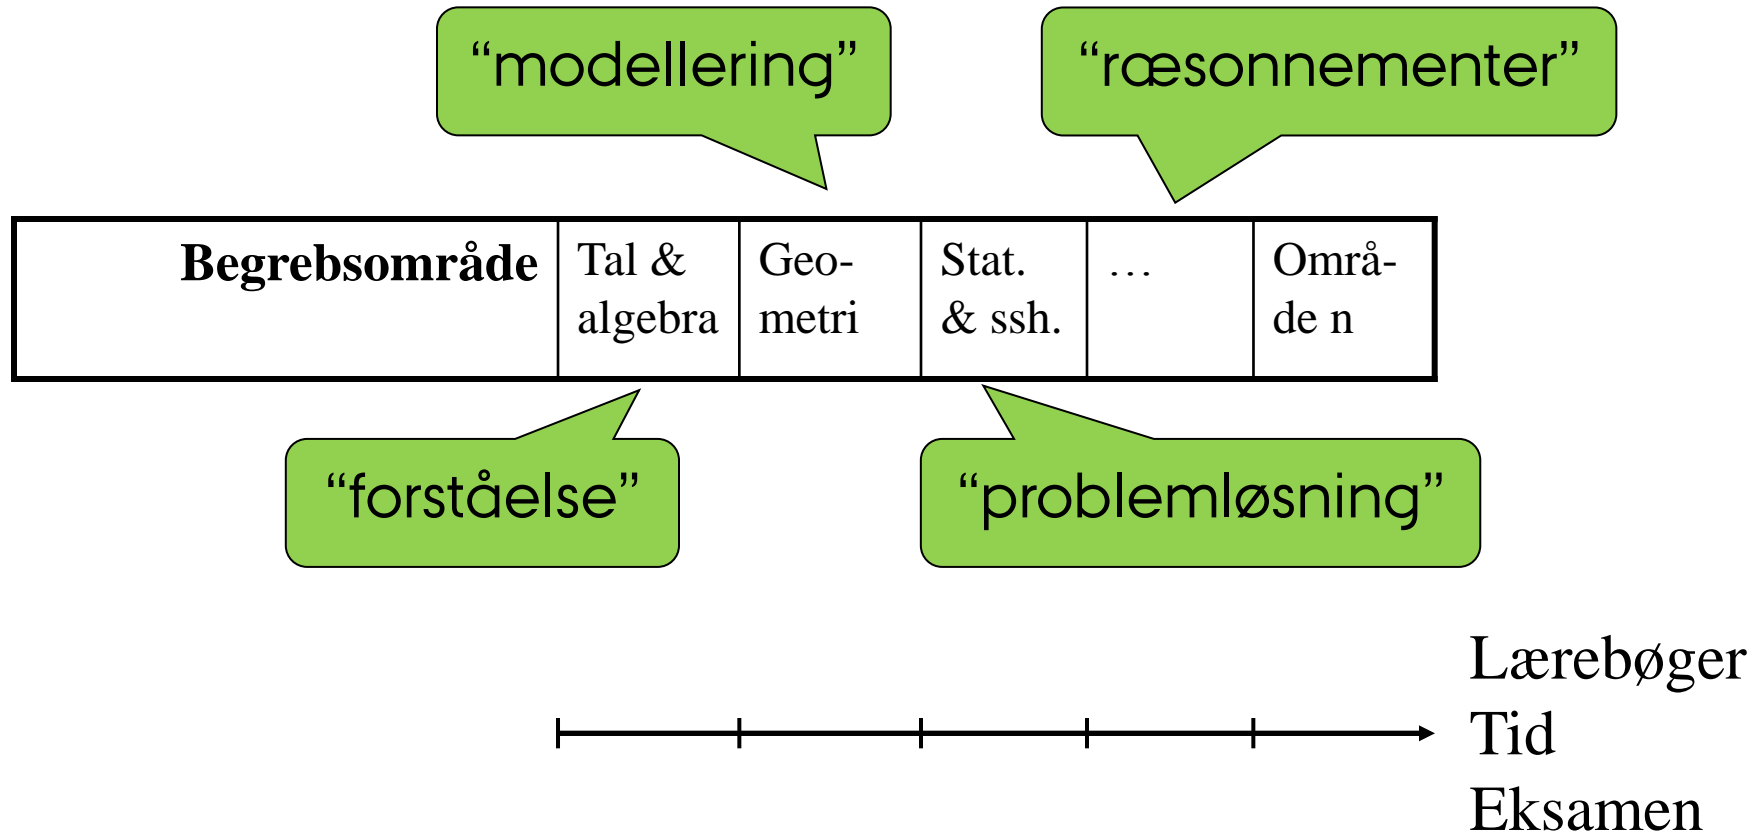 “modellering”
“ræsonnementer”
Begrebsområde
Tal &
algebra
Geo-
metri
Stat.
& ssh.
…
Områ-
de n
“forståelse”
“problemløsning”
Lærebøger
Tid
Eksamen